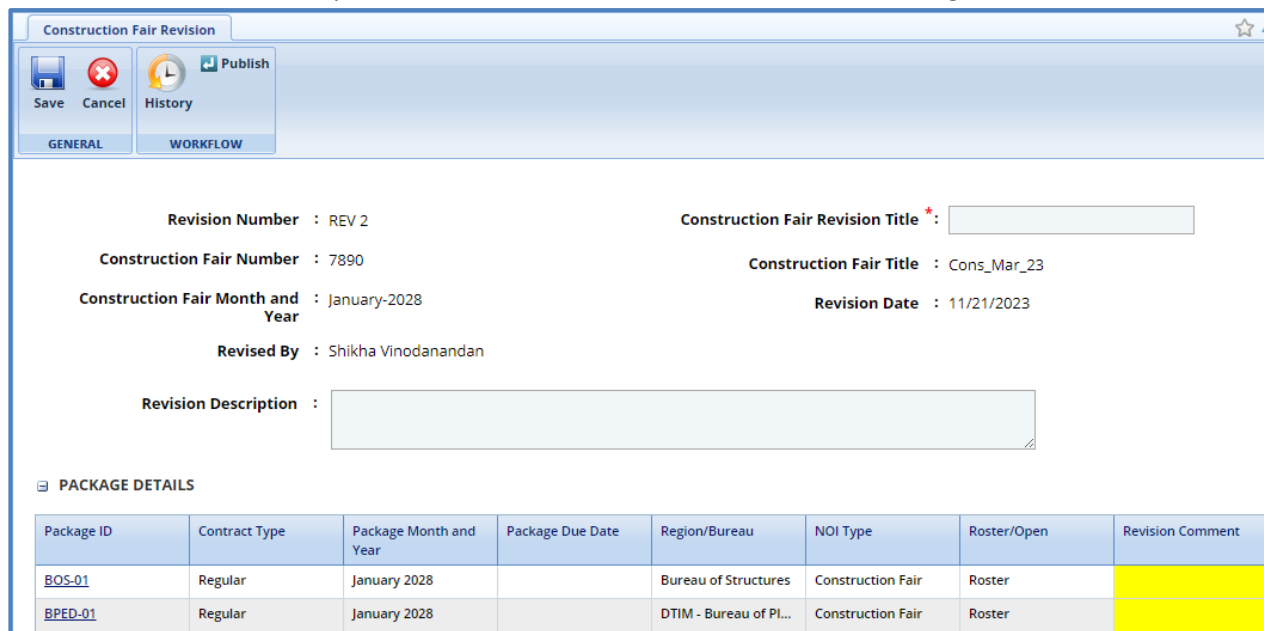 Construction Fair Revision
Publish
Save Cancel History
GENERAL WORKFLOW
Revision Number : REV 2 Construction Fair Revision Title *:
Construction Fair Number : 7890 Construction Fair Title : Cons_Mar_23
Construction Fair Month and Year : January-2028 Revision Date : 11/21/2023
Revised By : Shikha Vinodanandan
Revision Description :
PACKAGE DETAILS
Package ID Contract Type Package Month and Year Package Due Date Region/Bureau NOI Type Roster/Open Revision Comment
BOS-01 Regular January 2028 Bureau of Structures Construction Fair Roster
BPED-01 Regular January 2028 DTIM - Bureau of Pl... Construction Fair Roster